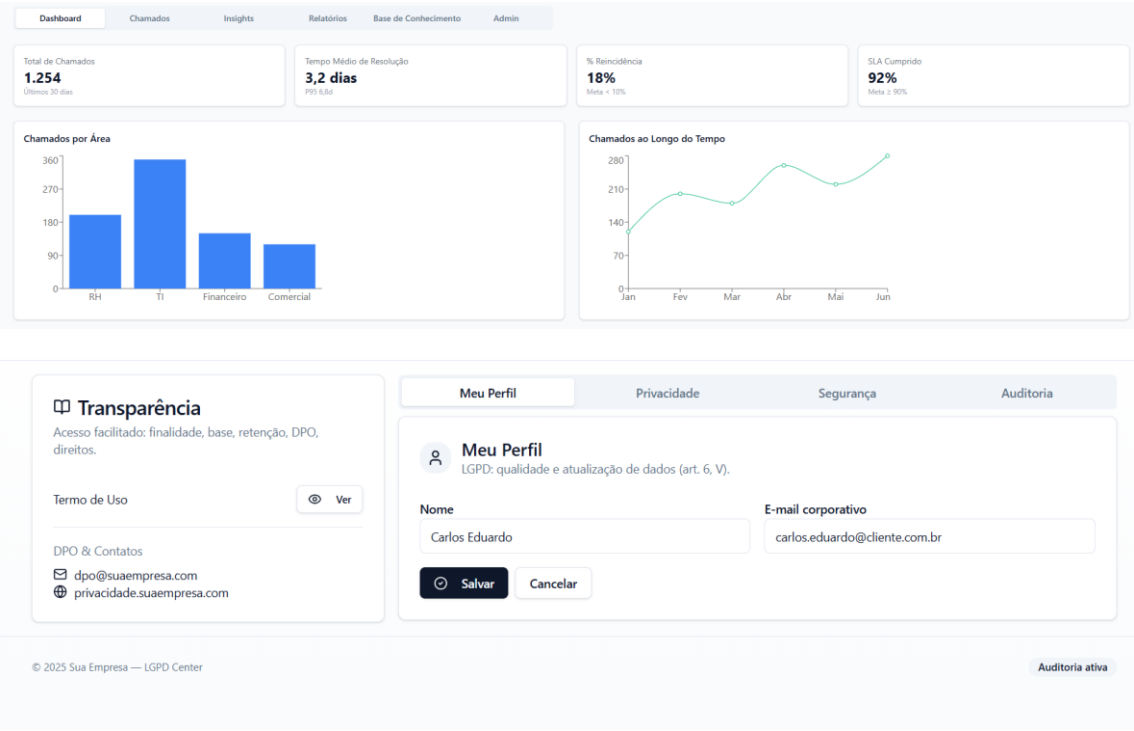 Dashboard Chamados Insights Relatórios Base de Conhecimento Admin
Total de Chamados
1.254
Últimos 30 dias
Tempo Médio de Resolução
3,2 dias
P95 6,8d
% Reincidência
18%
Meta < 10%
SLA Cumprido
92%
Meta ≥ 90%
Chamados por Área
360
270
180
90
0
RH TI Financeiro Comercial
Chamados ao Longo do Tempo
280
210
140
70
0
Jan Fev Mar Abr Mai Jun
Transparência
Acesso facilitado: finalidade, base, retenção, DPO,
direitos.
Termo de Uso
Ver
DPO & Contatos
dpo@suaempresa.com
privacidade.suaempresa.com
Meu Perfil Privacidade Segurança Auditoria
Meu Perfil
LGPD: qualidade e atualização de dados (art. 6, V).
Nome
Carlos Eduardo
E-mail corporativo
carlos.eduardo@cliente.com.br
Salvar
Cancelar
© 2025 Sua Empresa — LGPD Center
Auditoria ativa